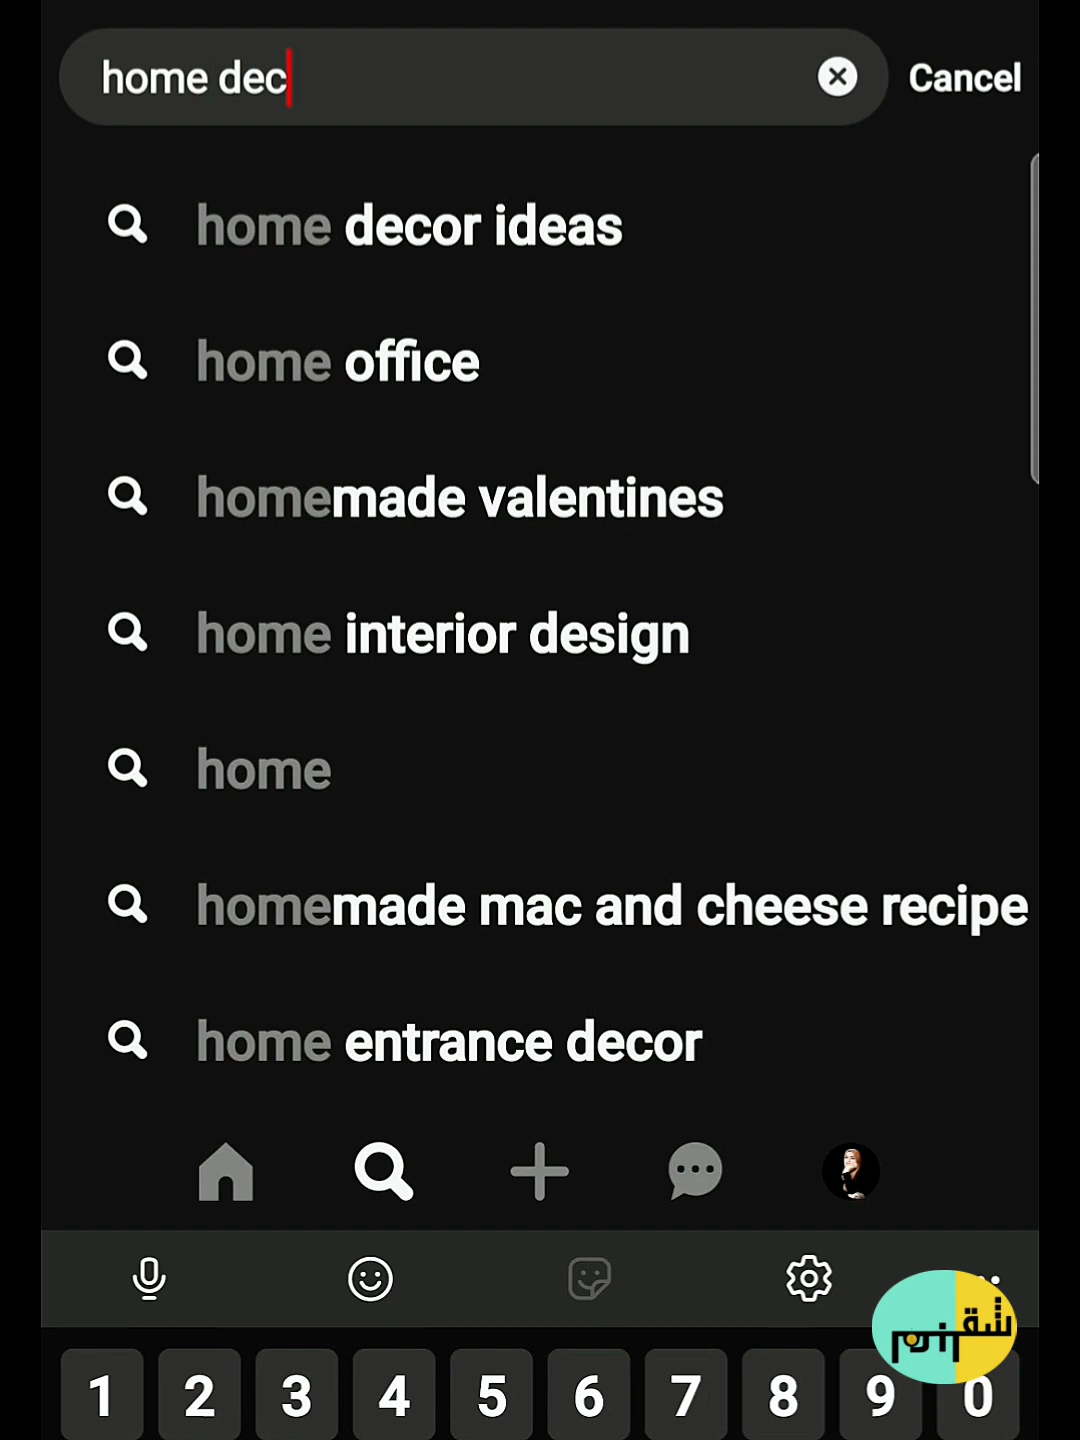 home dec
Cancel
home decor ideas
home office
homemade valentines
home interior design
home
homemade mac and cheese recipe
home entrance decor
1 2 3 4 5 6 7 8 9 0